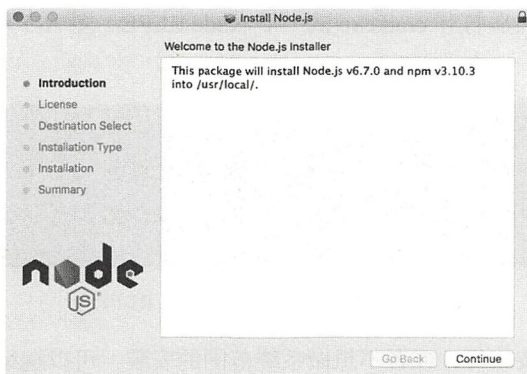 Install Node.js
Welcome to the Node.js Installer
Introduction
License
Destination Select
Installation Type
Installation
Summary
This package will install Node.js v6.7.0 and npm v3.10.3
into /usr/local/.
node
JS
Go Back
Continue